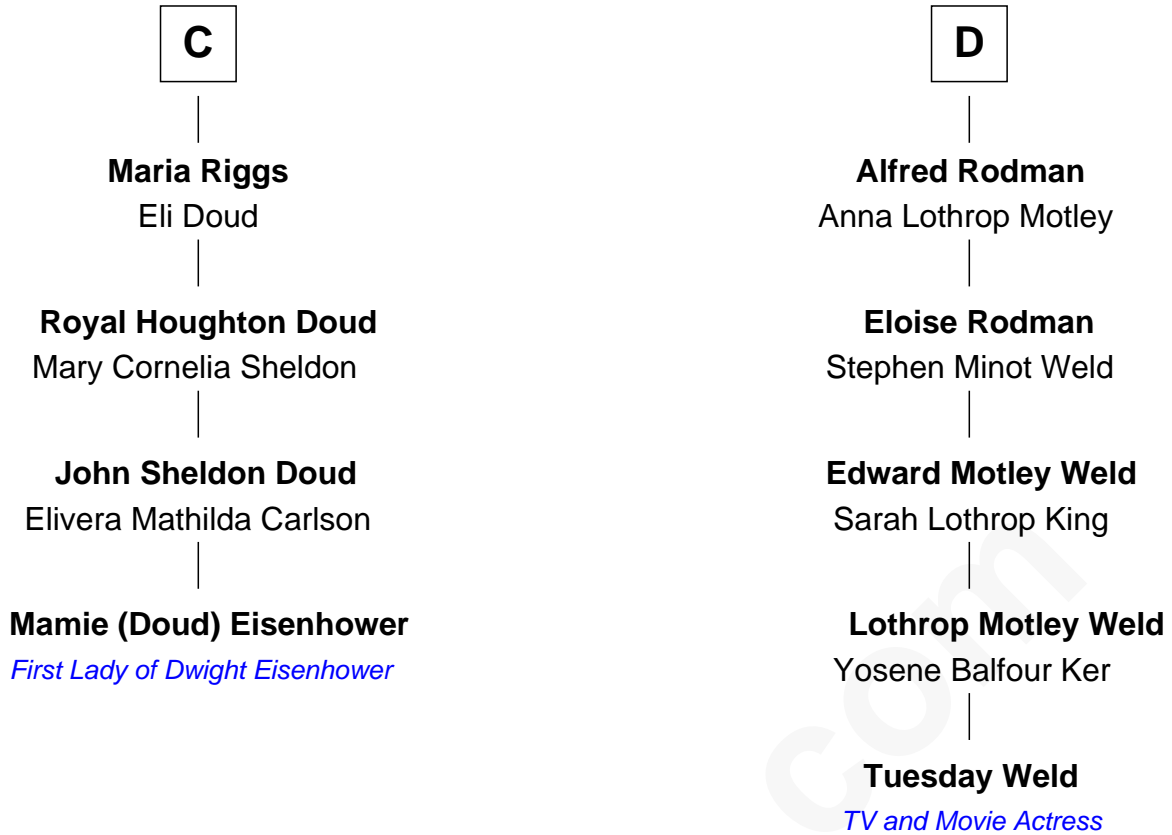 C
Maria Riggs
Eli Doud
Royal Houghton Doud
Mary Cornelia Sheldon
John Sheldon Doud
Elivera Mathilda Carlson
Mamie (Doud) Eisenhower
First Lady of Dwight Eisenhower
D
Alfred Rodman
Anna Lothrop Motley
Eloise Rodman
Stephen Minot Weld
Edward Motley Weld
Sarah Lothrop King
Lothrop Motley Weld
Yosene Balfour Ker
Tuesday Weld
TV and Movie Actress
com